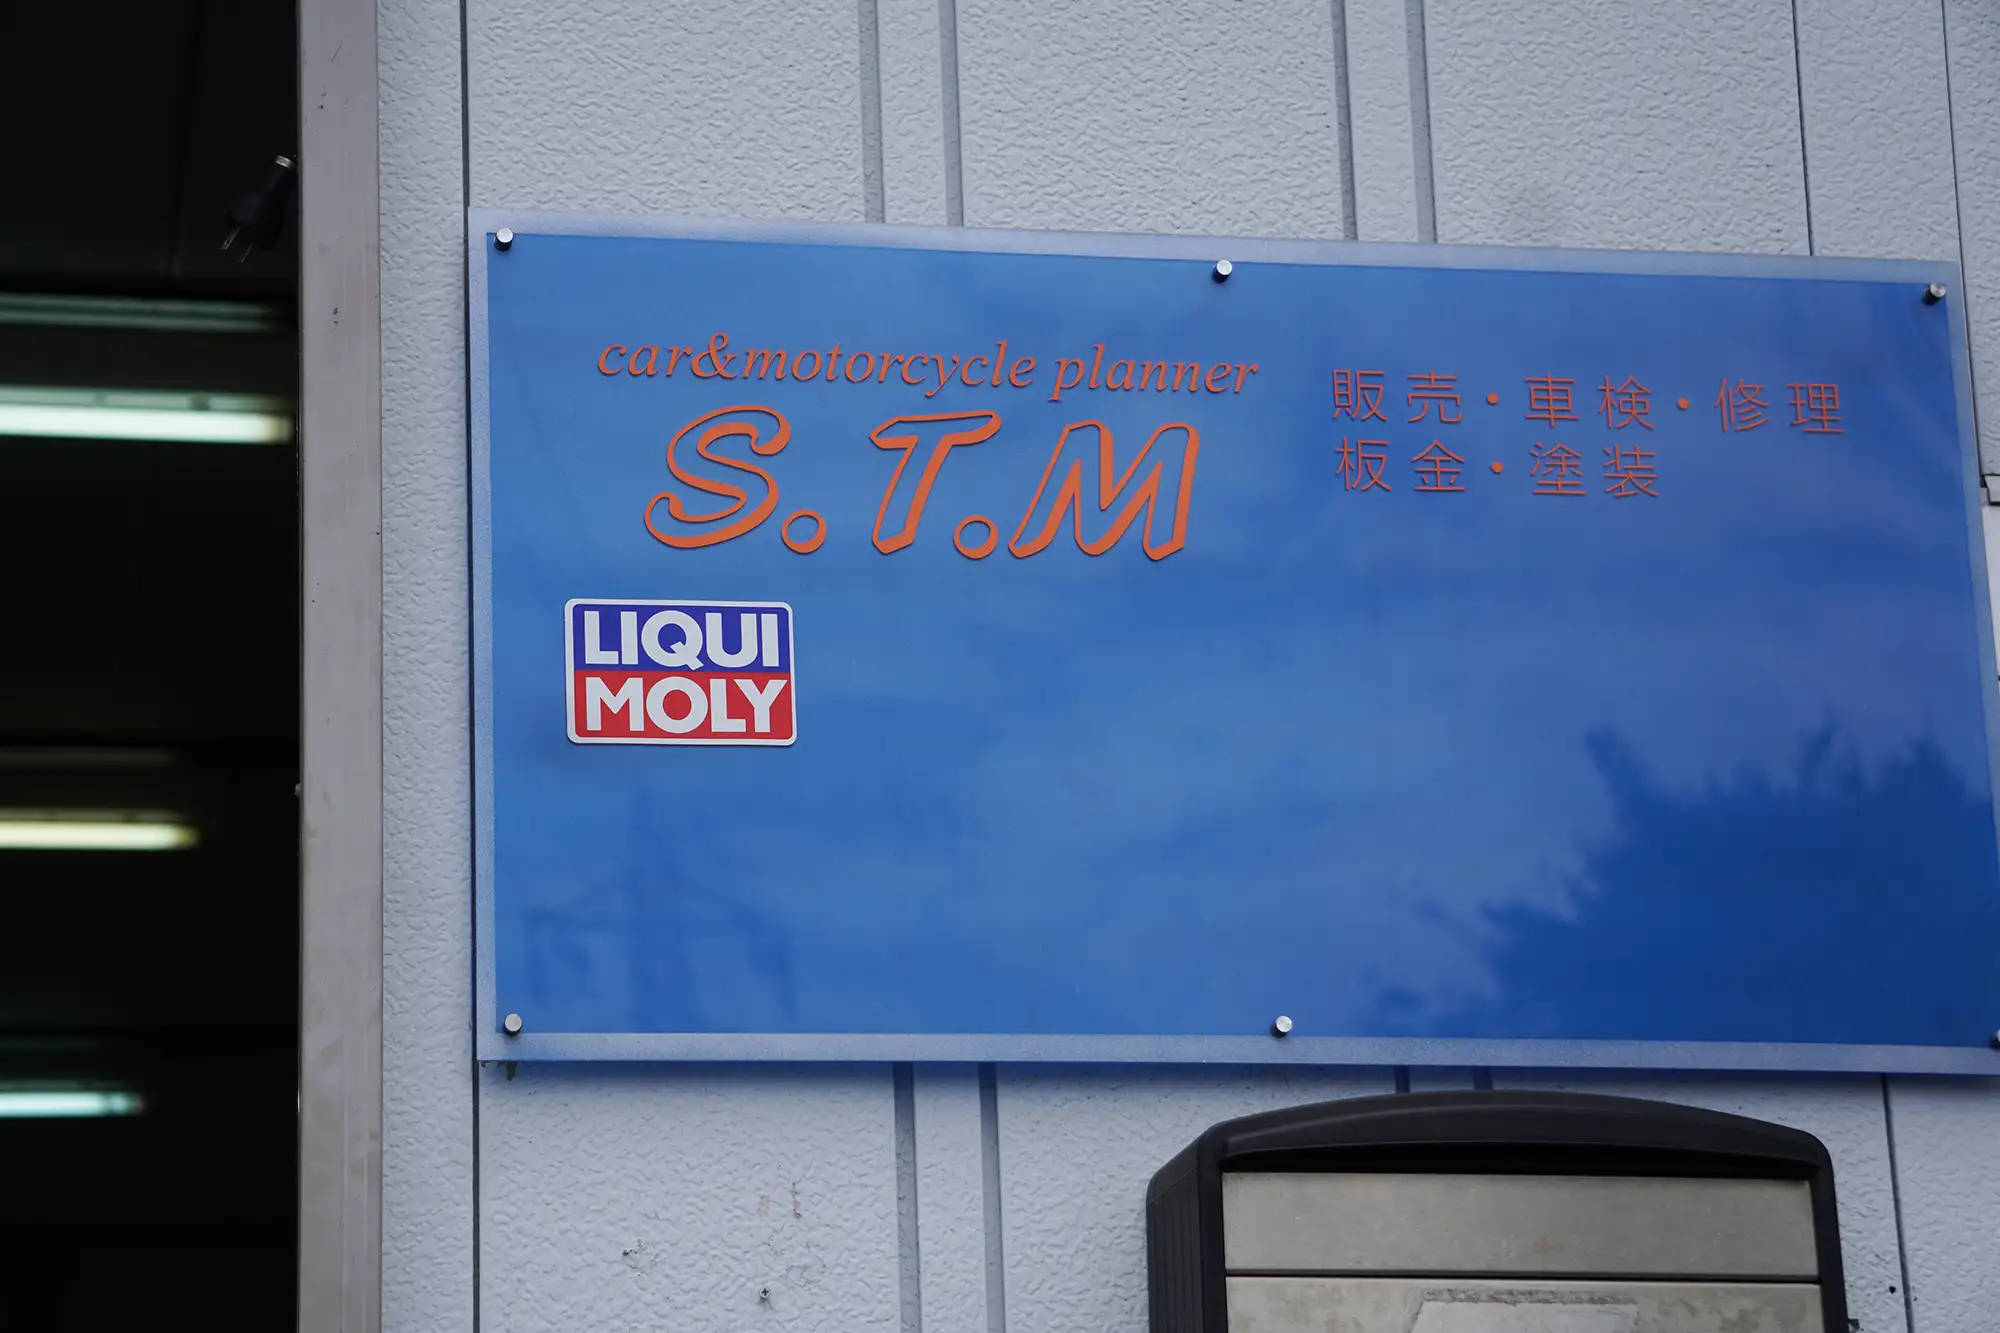 car&motorcycle planner
S.T.M
販売・車検・修理
板金・塗装
LIQUI
MOLY